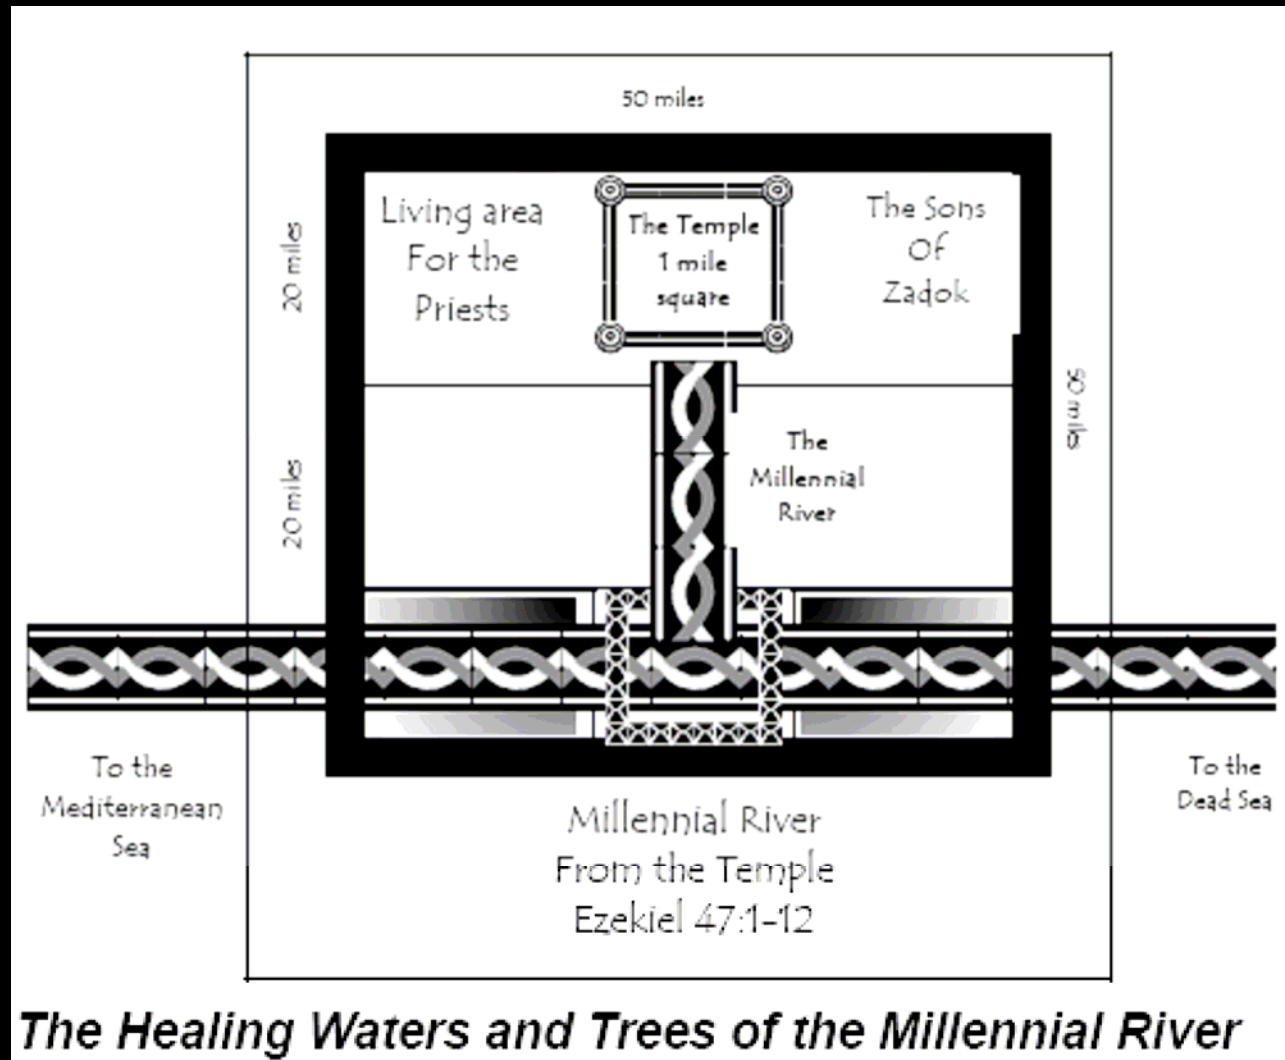 50 miles
Living area
For the
Priests
The Temple
1 mile
square
The Sons
Of
Zadok
20 miles
50 miles
20 miles
The
Millennial
River
To the
Mediterranean
Sea
To the
Dead Sea
Millennial River
From the Temple
Ezekiel 47:1-12
The Healing Waters and Trees of the Millennial River